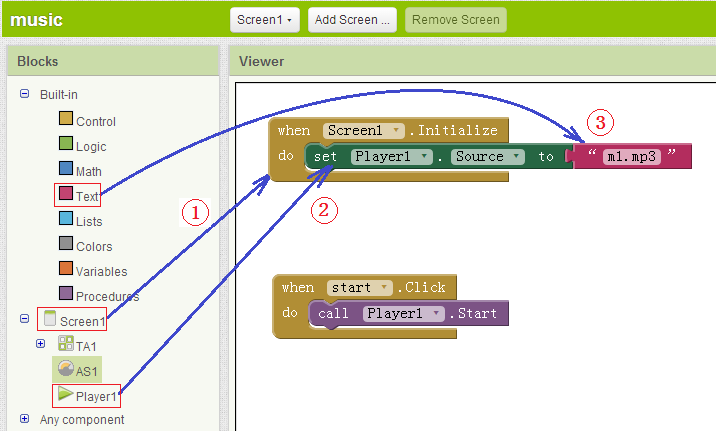 music
Screen1 Add Screen ... Remove Screen
Blocks
Viewer
Built-in
Control
Logic
Math
Text
Lists
Colors
Variables
Procedures
Screen1
TA1
AS1
Player1
Any component
①
②
③
when Screen1 .Initialize
do set Player1 . Source to “ m1.mp3 ”
when start .Click
do call Player1 .Start